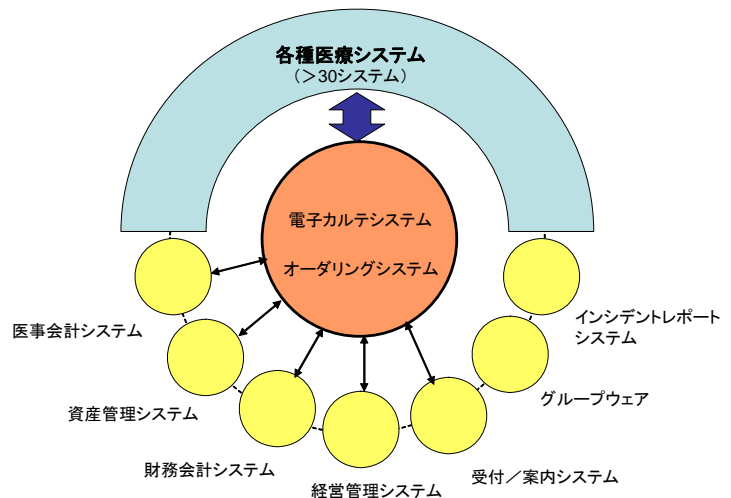 各種医療システム
（＞30システム）
電子カルテシステム
オーダリングシステム
医事会計システム
資産管理システム
財務会計システム
経営管理システム
受付／案内システム
グループウェア
インシデントレポート
システム